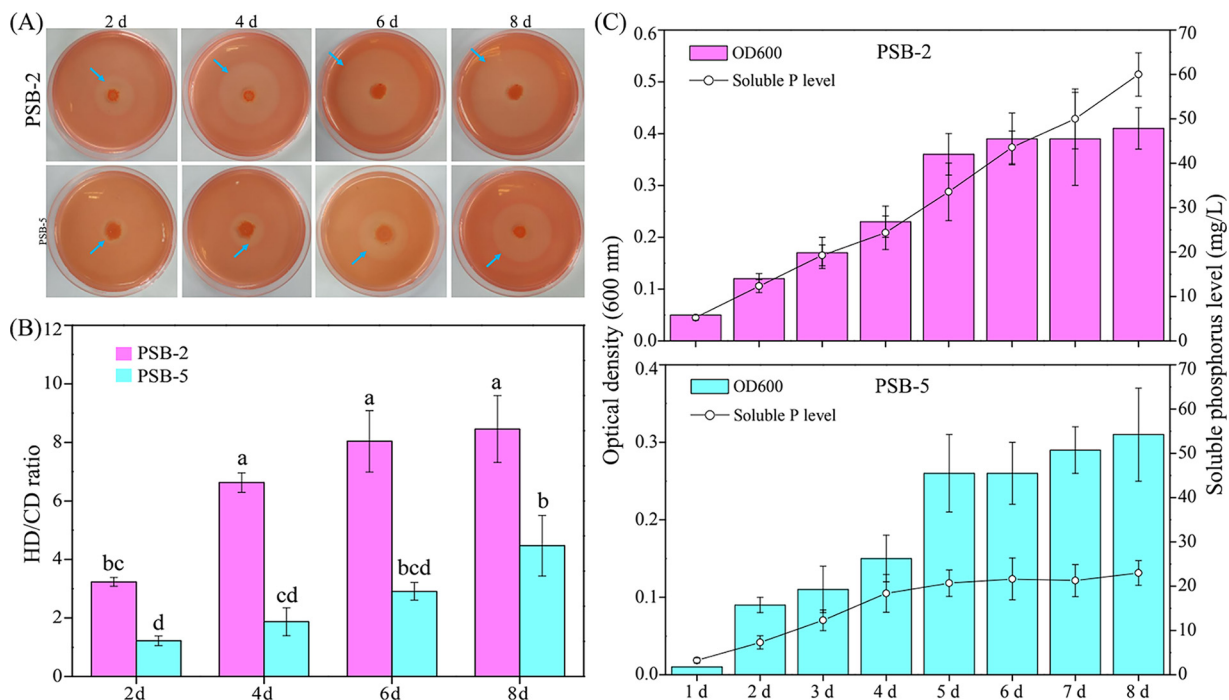 (A)
2 d 4 d 6 d 8 d
PSB-2
PSB-5
(B)
12
10
8
6
4
2
0
HD/CD ratio
PSB-2
PSB-5
bc d a cd a bcd a b
2d 4d 6d 8d
(C)
OD600
Soluble P level
PSB-2
0.6
0.5
0.4
0.3
0.2
0.1
0.0
70
60
50
40
30
20
10
0
OD600
Soluble P level
PSB-5
0.4
0.3
0.2
0.1
0.0
70
60
50
40
30
20
10
0
Optical density (600 nm)
Soluble phosphorus level (mg/L)
1 d 2 d 3 d 4 d 5 d 6 d 7 d 8 d